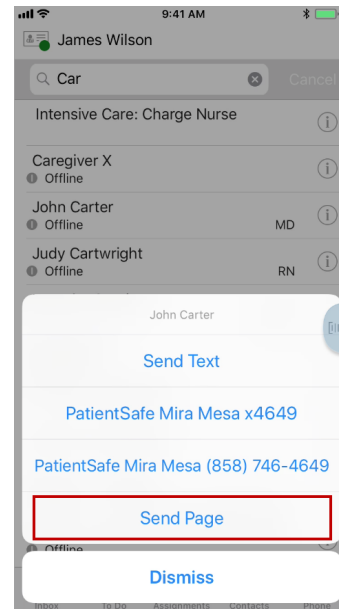 9:41 AM
James Wilson
Car
Cancel
Intensive Care: Charge Nurse
Caregiver X
Offline
John Carter
Offline
MD
Judy Cartwright
Offline
RN
John Carter
Send Text
PatientSafe Mira Mesa x4649
PatientSafe Mira Mesa (858) 746-4649
Send Page
Offline
Dismiss
Inbox To Do Assignments Contacts Phone